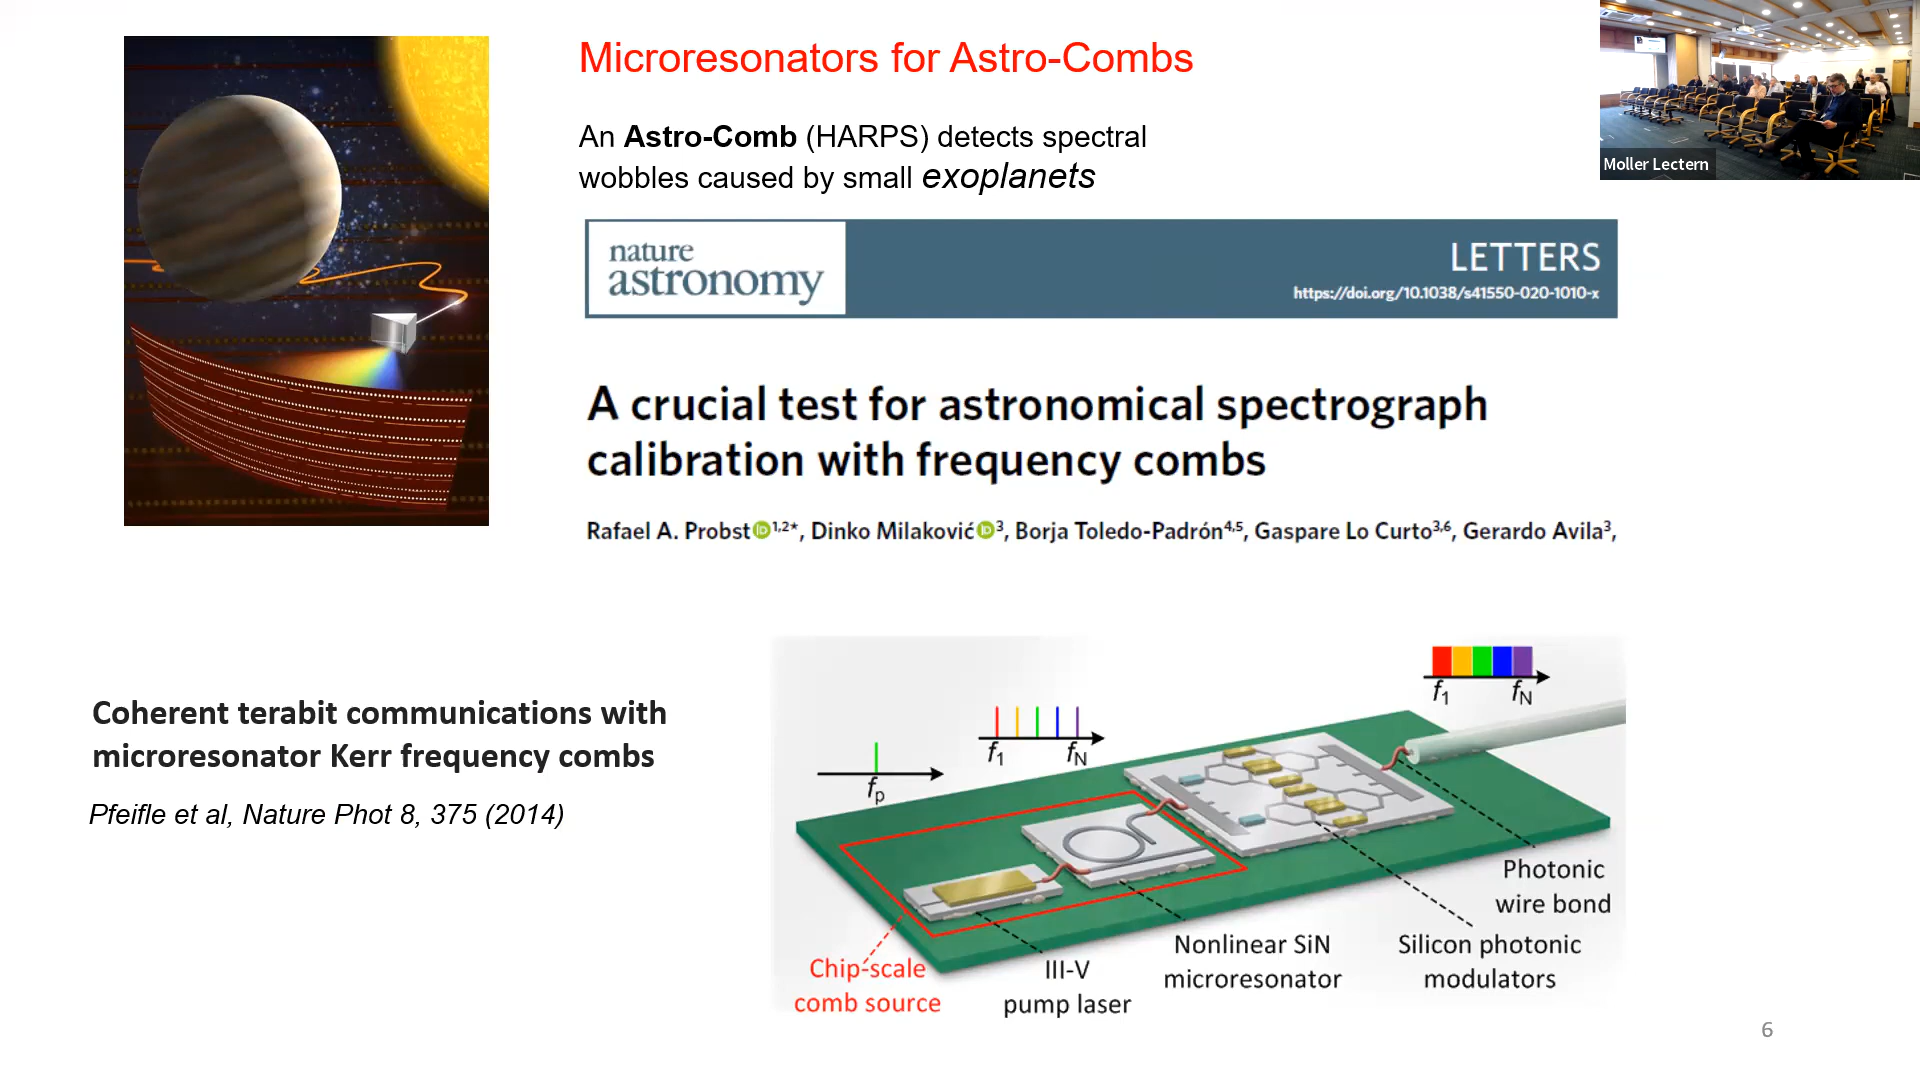 Microresonators for Astro-Combs
An Astro-Comb (HARPS) detects spectral
wobbles caused by small exoplanets
Moller Lectern
nature
astronomy
LETTERS
https://doi.org/10.1038/s41550-020-1010-x
A crucial test for astronomical spectrograph
calibration with frequency combs
Rafael A. Probst iD 1,2*, Dinko Milaković iD 3, Borja Toledo-Padrón4,5, Gaspare Lo Curto3,6, Gerardo Avila3,
Coherent terabit communications with
microresonator Kerr frequency combs
Pfeifle et al, Nature Phot 8, 375 (2014)
fp
f1 fN
f1 fN
Photonic
wire bond
Silicon photonic
modulators
Nonlinear SiN
microresonator
III-V
pump laser
Chip-scale
comb source
6